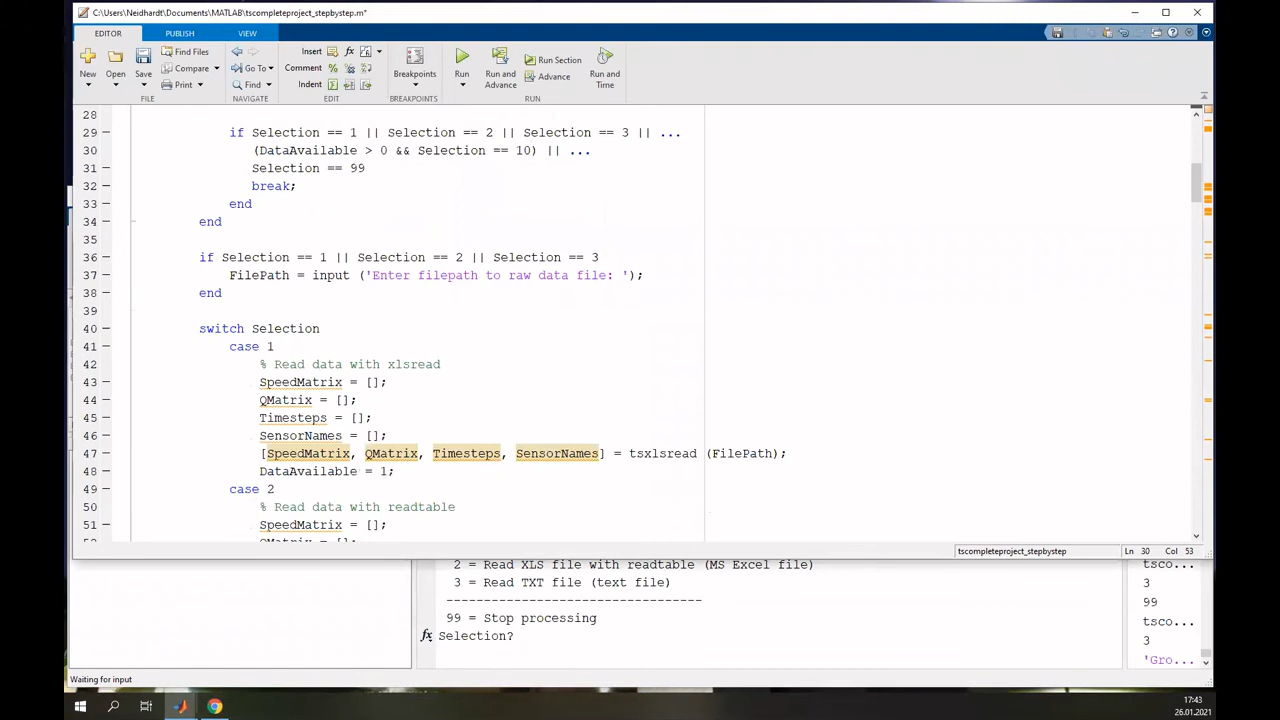 C:\Users\Neidhardt\Documents\MATLAB\tscompleteproject_stepbystep.m*
EDITOR PUBLISH VIEW
New Open Save Find Files Compare Print
Go To Find
Insert Comment Indent
Breakpoints
Run Run and Advance Run Section Advance Run and Time
FILE NAVIGATE EDIT BREAKPOINTS RUN
28
29 if Selection == 1 || Selection == 2 || Selection == 3 || ...
30 (DataAvailable > 0 && Selection == 10) || ...
31 Selection == 99
32 break;
33 end
34 end
35
36 if Selection == 1 || Selection == 2 || Selection == 3
37 FilePath = input ('Enter filepath to raw data file: ');
38 end
39
40 switch Selection
41 case 1
42 % Read data with xlsread
43 SpeedMatrix = [];
44 QMatrix = [];
45 Timesteps = [];
46 SensorNames = [];
47 [SpeedMatrix, QMatrix, Timesteps, SensorNames] = tsxlsread (FilePath);
48 DataAvailable = 1;
49 case 2
50 % Read data with readtable
51 SpeedMatrix = [];
52 QMatrix = [];
tscompleteproject_stepbystep Ln 30 Col 53
2 = Read XLS file with readtable (MS Excel file)
3 = Read TXT file (text file)
---------------------------------
99 = Stop processing
fx Selection?
tsco...
3
99
tsco...
3
'Gro...
Waiting for input
17:43
26.01.2021